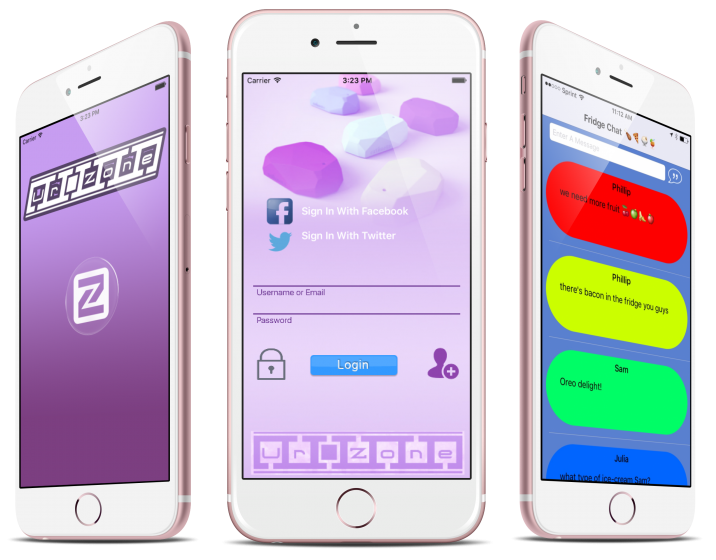 Carrier 3:23 PM
ur zone
Z
Carrier 3:23 PM
Sign In With Facebook
Sign In With Twitter
Username or Email
Password
Login
ur zone
Sprint 11:12 AM
Fridge Chat
Enter A Message
Phillip
we need more fruit
Phillip
there's bacon in the fridge you guys
Sam
Oreo delight!
Julia
what type of ice-cream Sam?